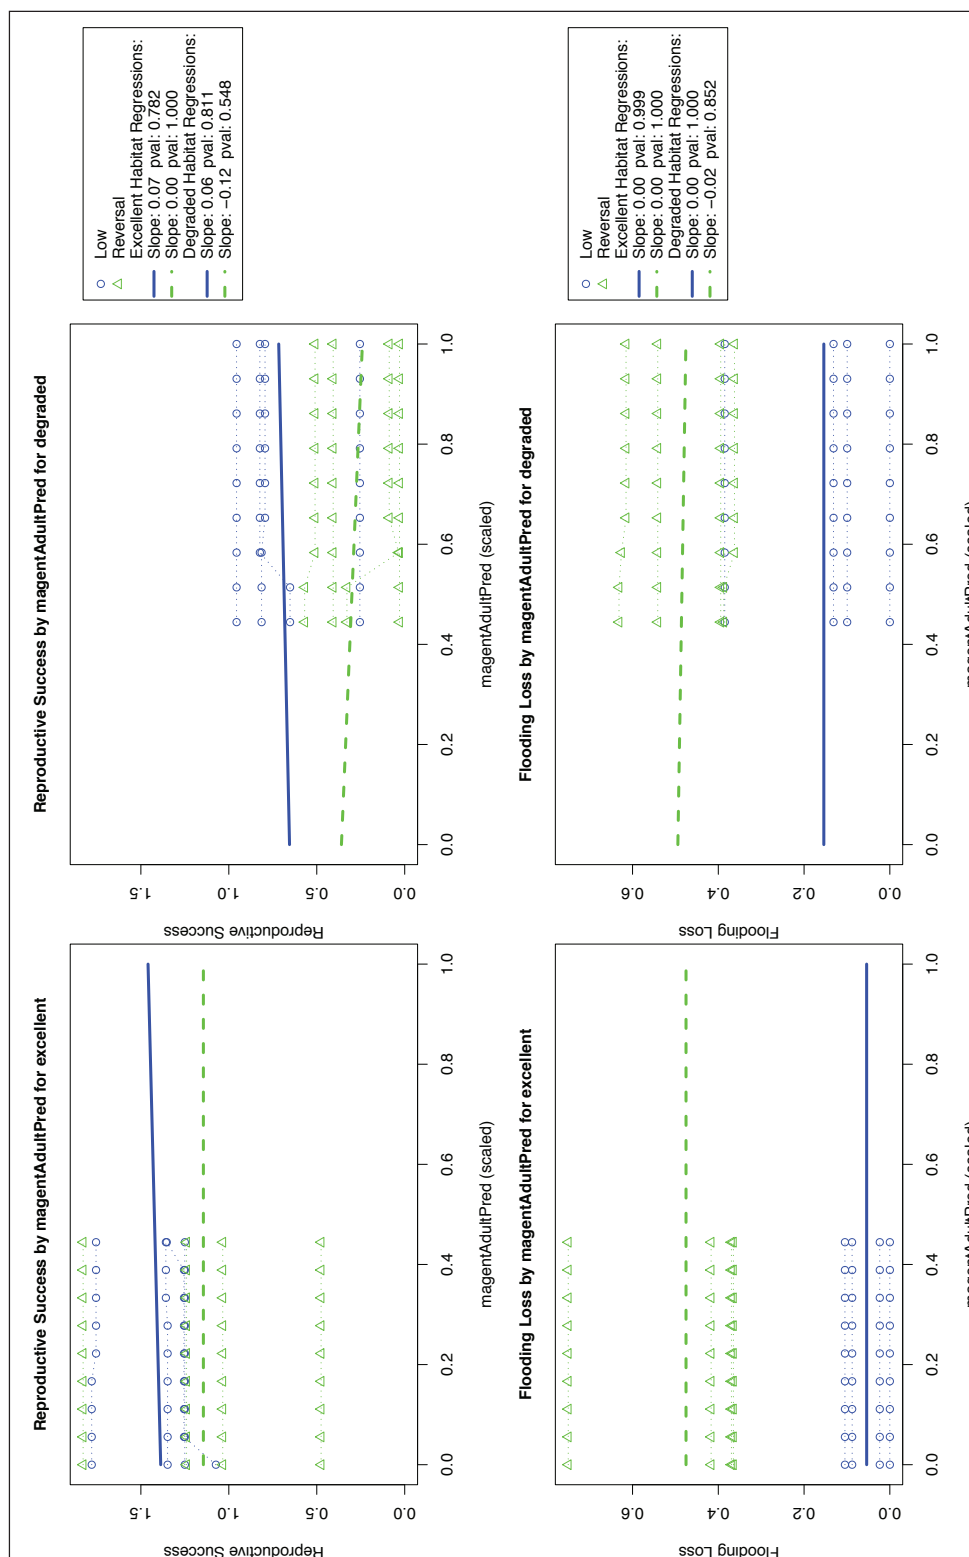 Reproductive Success by magentAdultPred for excellent
Reproductive Success
0.0 0.5 1.0 1.5
0.0 0.2 0.4 0.6 0.8 1.0
magentAdultPred (scaled)
Reproductive Success by magentAdultPred for degraded
Reproductive Success
0.0 0.5 1.0 1.5
0.0 0.2 0.4 0.6 0.8 1.0
magentAdultPred (scaled)
Low
Reversal
Excellent Habitat Regressions:
Slope: 0.07 pval: 0.782
Slope: 0.00 pval: 1.000
Degraded Habitat Regressions:
Slope: 0.06 pval: 0.811
Slope: −0.12 pval: 0.548
Flooding Loss by magentAdultPred for excellent
Flooding Loss
0.0 0.2 0.4 0.6
0.0 0.2 0.4 0.6 0.8 1.0
magentAdultPred (scaled)
Flooding Loss by magentAdultPred for degraded
Flooding Loss
0.0 0.2 0.4 0.6
0.0 0.2 0.4 0.6 0.8 1.0
magentAdultPred (scaled)
Low
Reversal
Excellent Habitat Regressions:
Slope: 0.00 pval: 0.999
Slope: 0.00 pval: 1.000
Degraded Habitat Regressions:
Slope: 0.00 pval: 1.000
Slope: −0.02 pval: 0.852